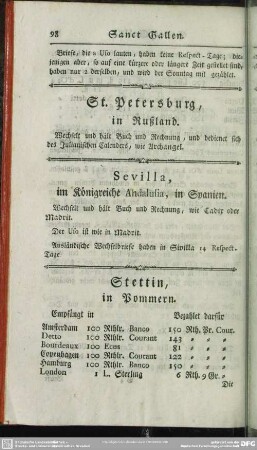 98 Sanct Gallen.
Briefe, die a Uso lauten, haben keine Respect-Tage; die-
jenigen aber, so auf eine kürzere oder längere Zeit gestellet sind,
haben nur a derselben, und wird der Sonntag mit gezählet.
St. Petersburg,
in Rußland.
Wechselt und hält Buch und Rechnung, und bedienet sich
des Julianischen Calenders, wie Archangel.
Sevilla,
im Königreiche Andalusia, in Spanien.
Wechselt und hält Buch und Rechnung, wie Cadix oder
Madrit.
Der Uso ist wie in Madrit.
Ausländische Wechselbriefe haben in Sivilla 14 Respect-
Tage
Stettin,
in Pommern.
Empfängt in Bezahlet dafür
Amsterdam 100 Rthlr. Banco 150 Rth. Pr. Cour.
Detto 100 Rthlr. Courant 143 " " "
Bourdeaux 100 Ecus 81 " " "
Copenhagen 100 Rthlr. Courant 122 " " "
Hamburg 100 Rthlr. Banco 150 " " "
London 1 L. Sterling 6 Rth. 9 Gr. "
Die